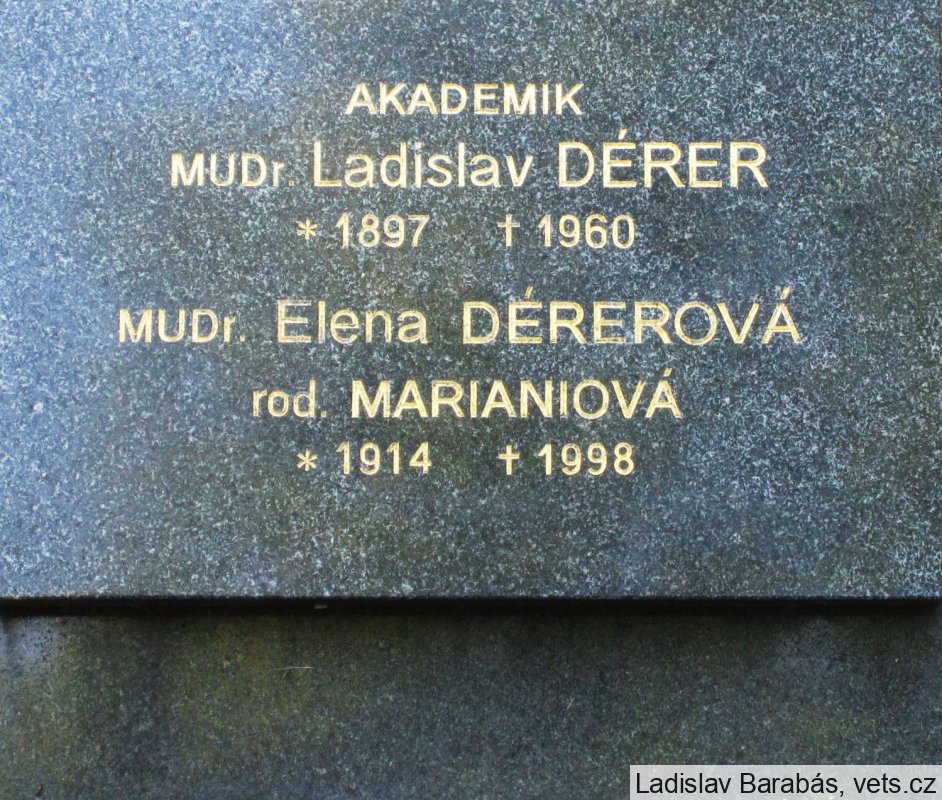 AKADEMIK
MUDr. Ladislav DÉRER
* 1897 † 1960
MUDr. Elena DÉREROVÁ
rod. MARIANIOVÁ
* 1914 † 1998
Ladislav Barabás, vets.cz